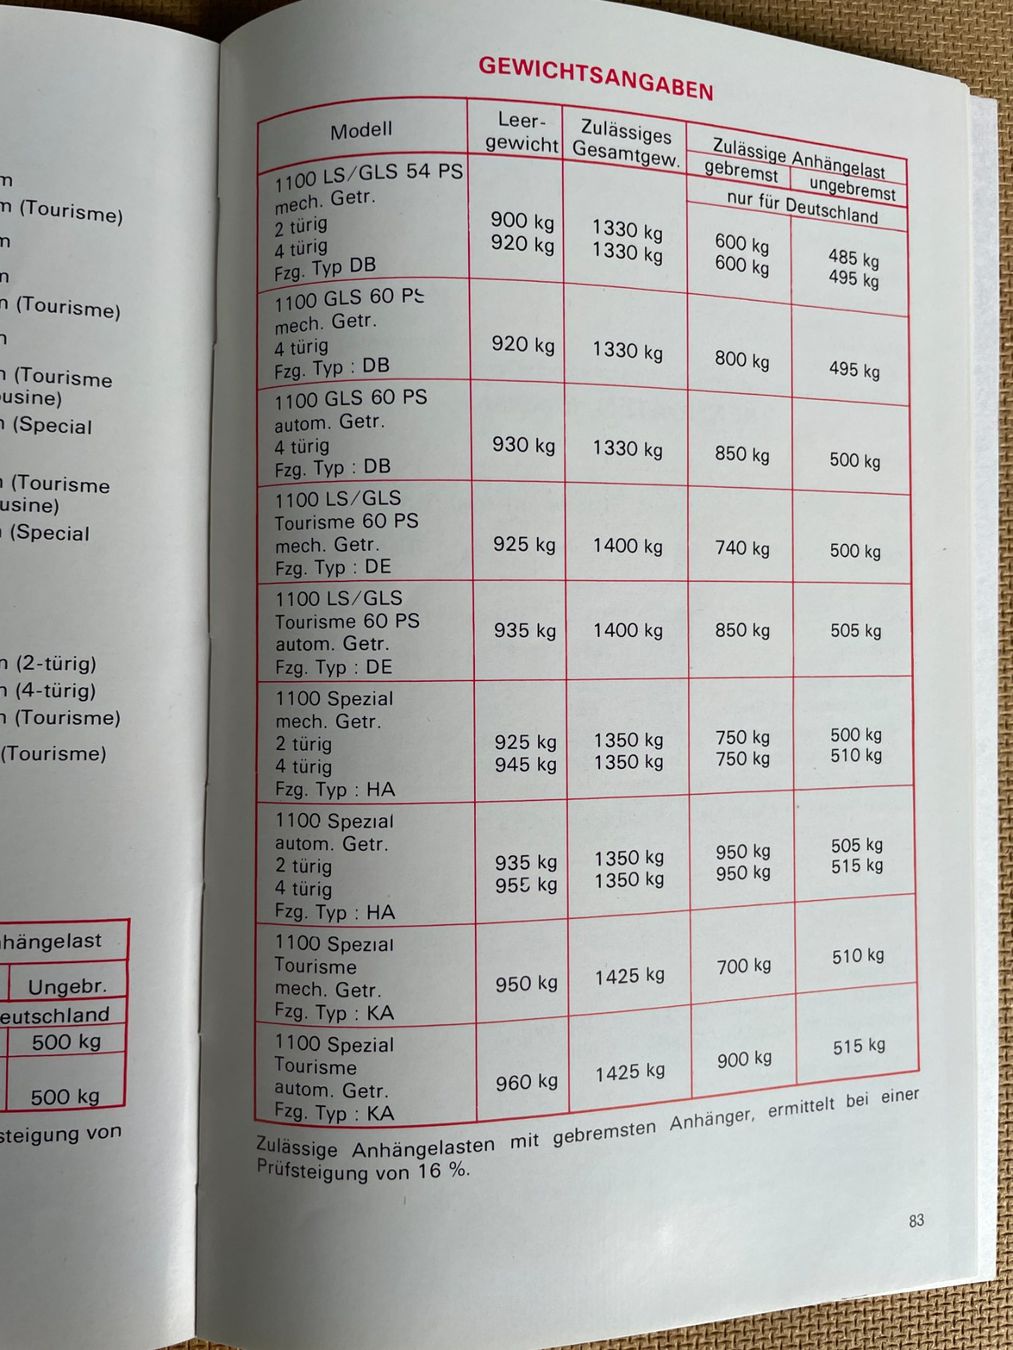 m
m (Tourisme)
m
n
n (Tourisme)
n
n (Tourisme
ousine)
n (Special
n (Tourisme
usine)
n (Special
n (2-türig)
n (4-türig)
n (Tourisme)
(Tourisme)
nhängelast
Ungebr.
eutschland
500 kg
500 kg
steigung von
GEWICHTSANGABEN
Modell
Leer-
gewicht
Zulässiges
Gesamtgew.
Zulässige Anhängelast
gebremst
ungebremst
nur für Deutschland
1100 LS/GLS 54 PS
mech. Getr.
2 türig 900 kg 1330 kg 600 kg 485 kg
4 türig 920 kg 1330 kg 600 kg 495 kg
Fzg. Typ DB
1100 GLS 60 PS
mech. Getr.
4 türig 920 kg 1330 kg 800 kg 495 kg
Fzg. Typ : DB
1100 GLS 60 PS
autom. Getr.
4 türig 930 kg 1330 kg 850 kg 500 kg
Fzg. Typ : DB
1100 LS/GLS
Tourisme 60 PS
mech. Getr. 925 kg 1400 kg 740 kg 500 kg
Fzg. Typ : DE
1100 LS/GLS
Tourisme 60 PS 935 kg 1400 kg 850 kg 505 kg
autom. Getr.
Fzg. Typ : DE
1100 Spezial
mech. Getr.
2 türig 925 kg 1350 kg 750 kg 500 kg
4 türig 945 kg 1350 kg 750 kg 510 kg
Fzg. Typ : HA
1100 Spezial
autom. Getr.
2 türig 935 kg 1350 kg 950 kg 505 kg
4 türig 955 kg 1350 kg 950 kg 515 kg
Fzg. Typ : HA
1100 Spezial
Tourisme
mech. Getr. 950 kg 1425 kg 700 kg 510 kg
Fzg. Typ : KA
1100 Spezial
Tourisme
autom. Getr. 960 kg 1425 kg 900 kg 515 kg
Fzg. Typ : KA
Zulässige Anhängelasten mit gebremsten Anhänger, ermittelt bei einer
Prüfsteigung von 16 %.
83